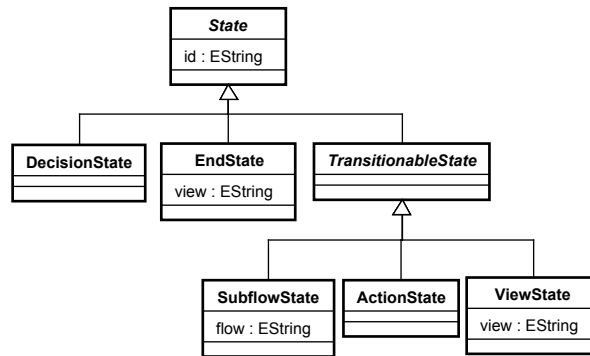 State
id : EString
DecisionState
EndState
TransitionableState
view : EString
SubflowState
ActionState
ViewState
flow : EString
view : EString